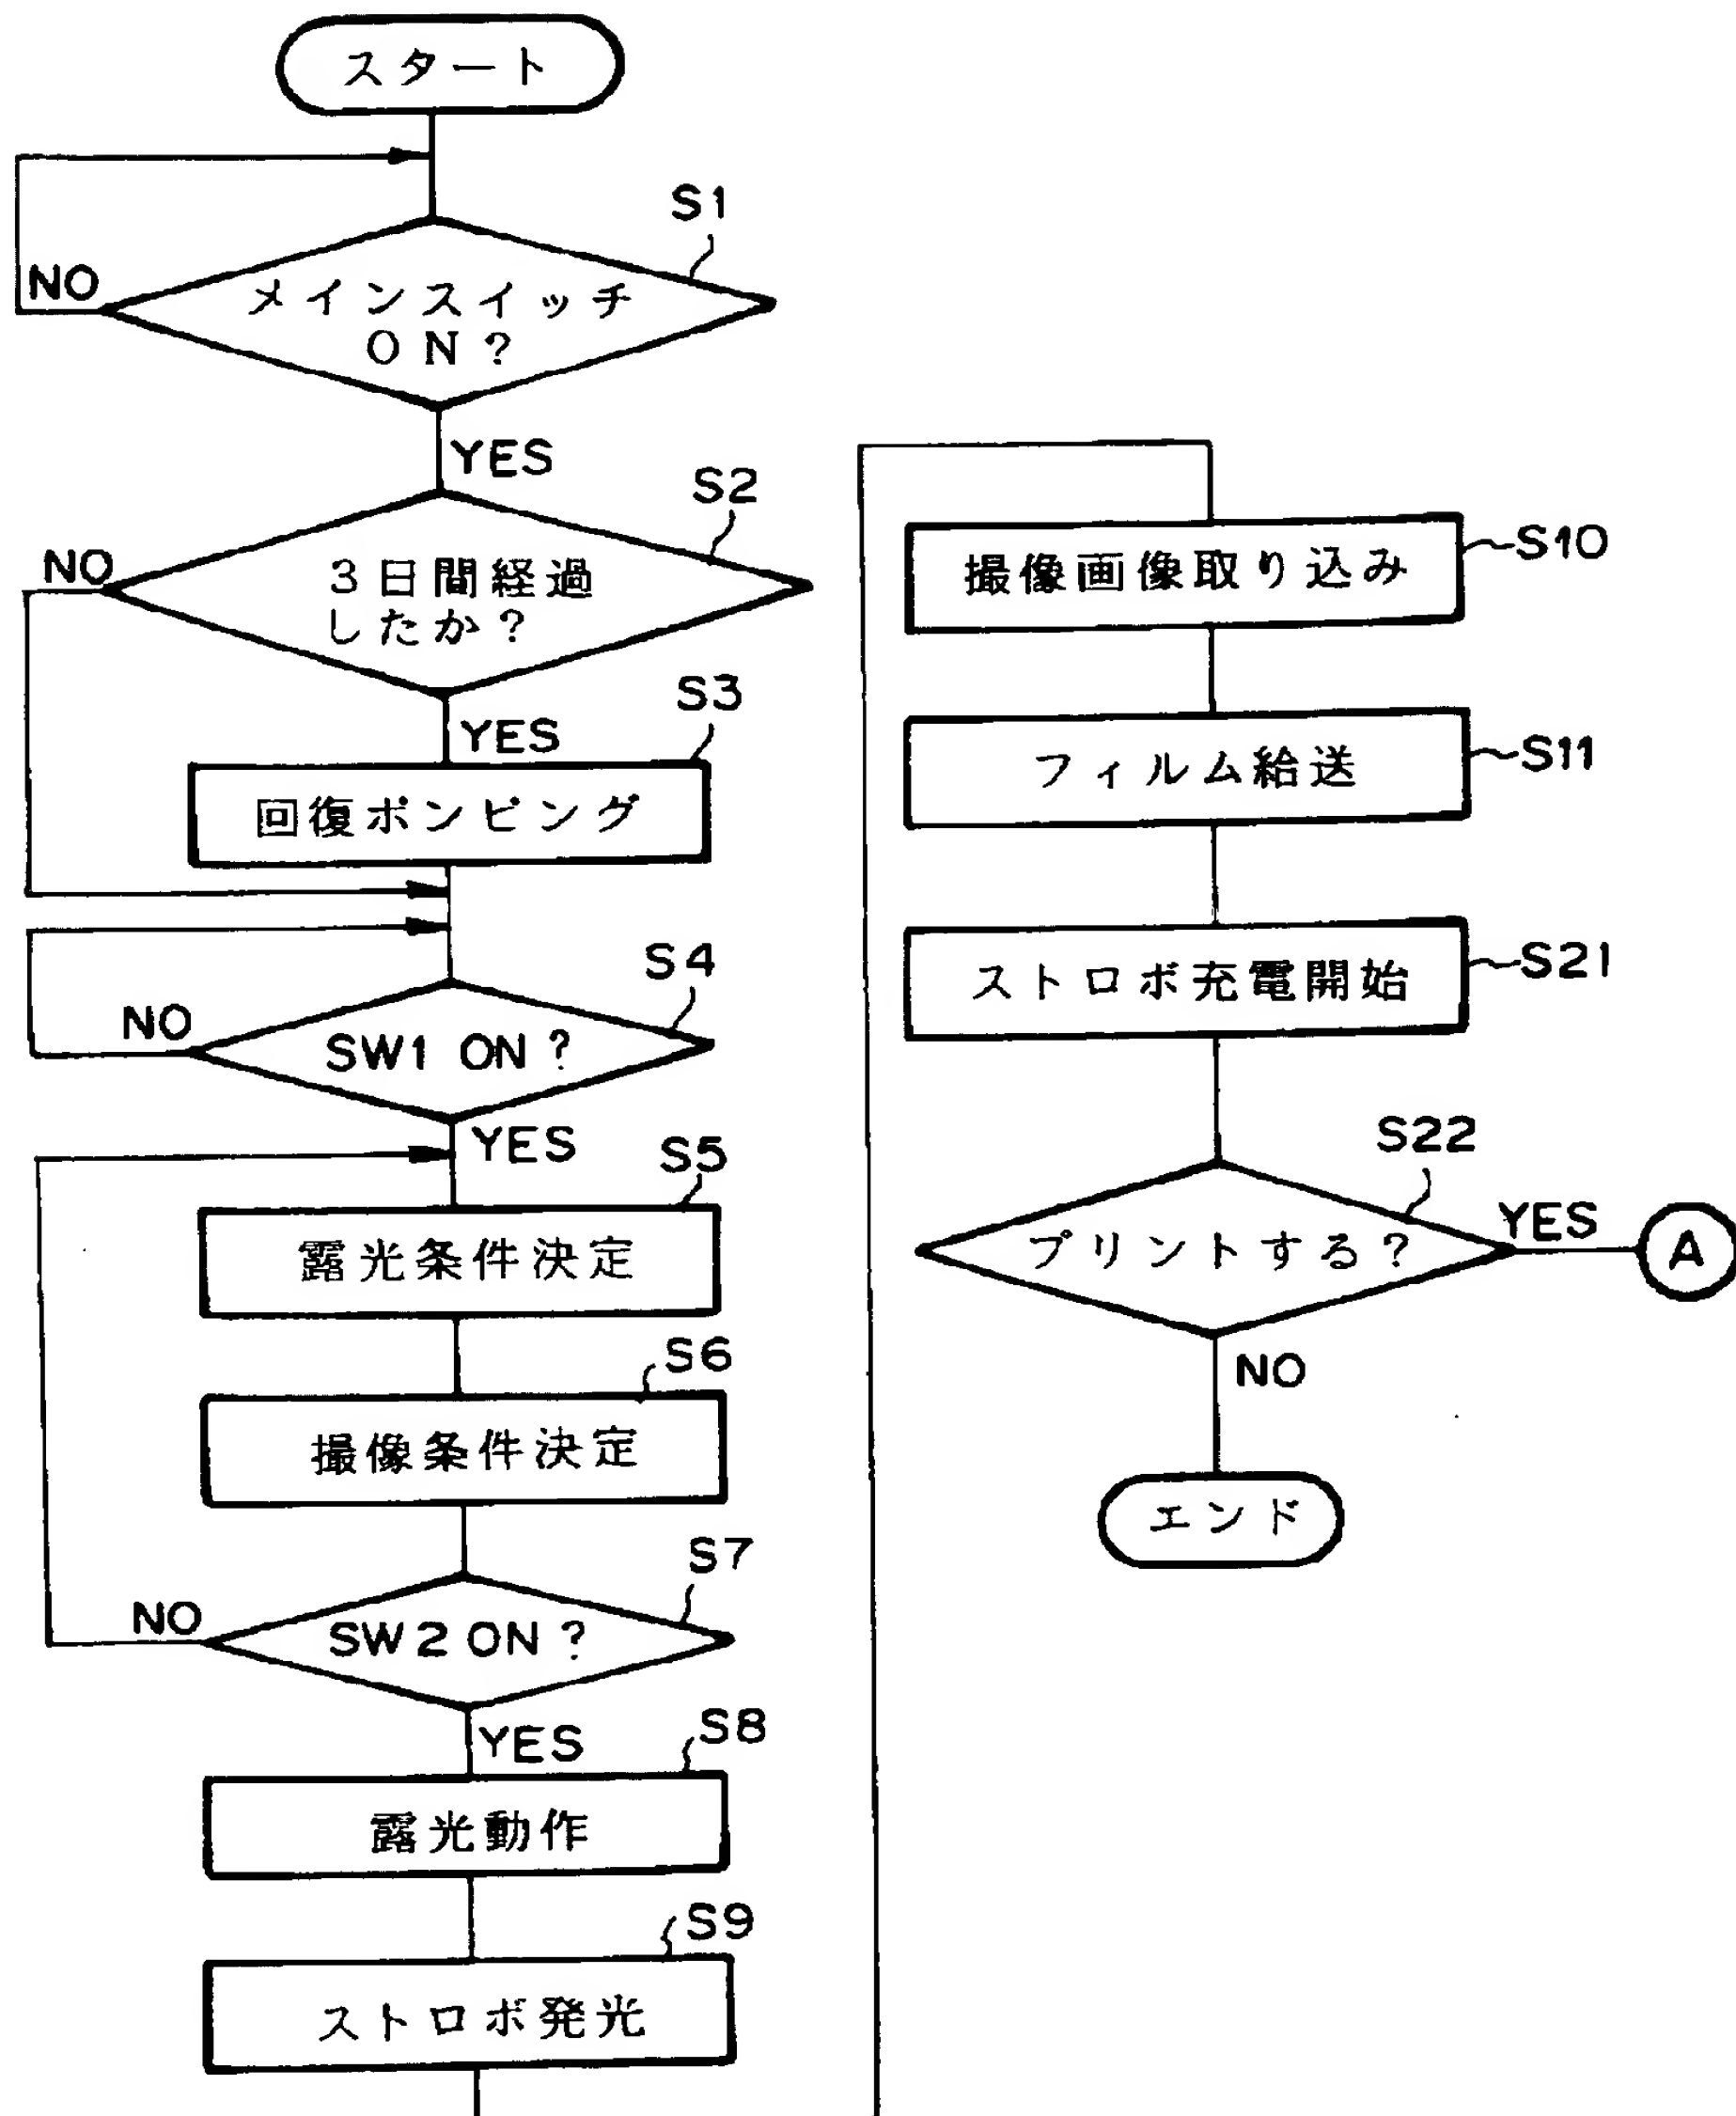 スタート
S1
NO
メインスイッチ
ON?
YES
S2
NO
3日間経過
したか?
YES
S3
回復ポンピング
S4
NO
SW1 ON?
YES
S5
露光条件決定
S6
撮像条件決定
S7
NO
SW2 ON?
YES
S8
露光動作
S9
ストロボ発光
撮像画像取り込み
S10
フィルム給送
S11
ストロボ充電開始
S21
S22
プリントする?
YES
A
NO
エンド